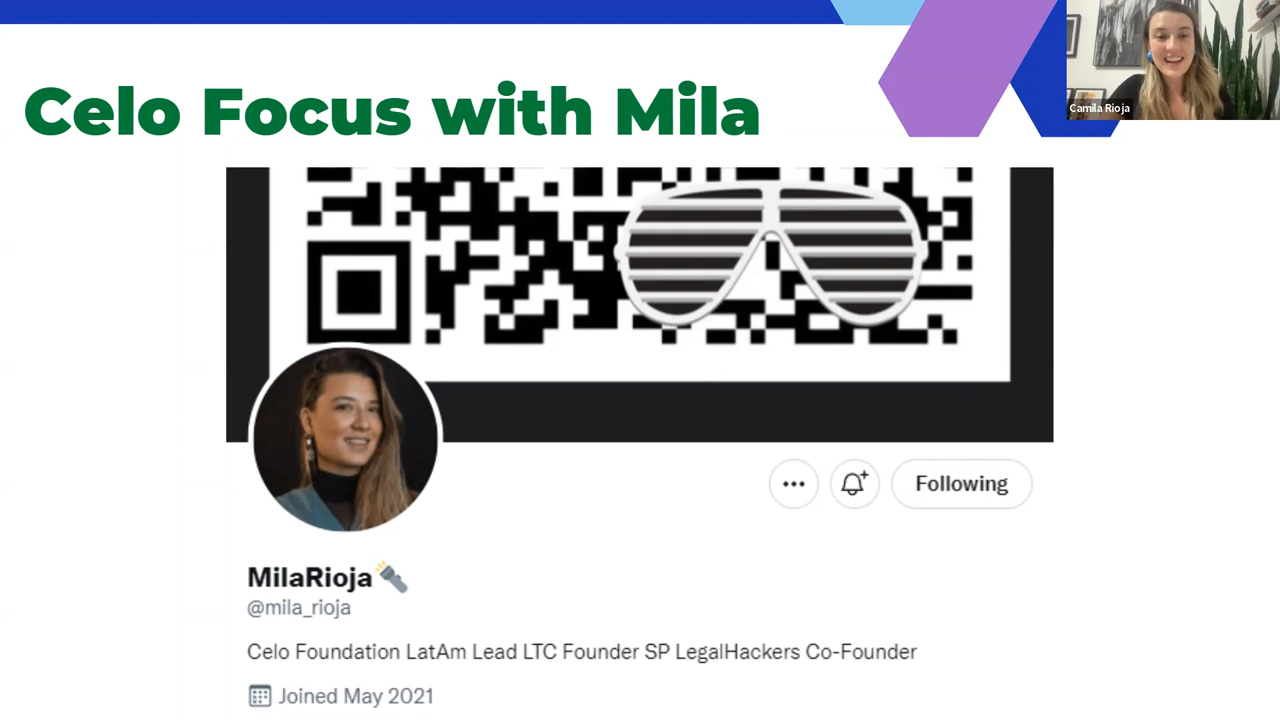 Celo Focus with Mila
Camila Rioja
Following
MilaRioja
@mila_rioja
Celo Foundation LatAm Lead LTC Founder SP LegalHackers Co-Founder
Joined May 2021